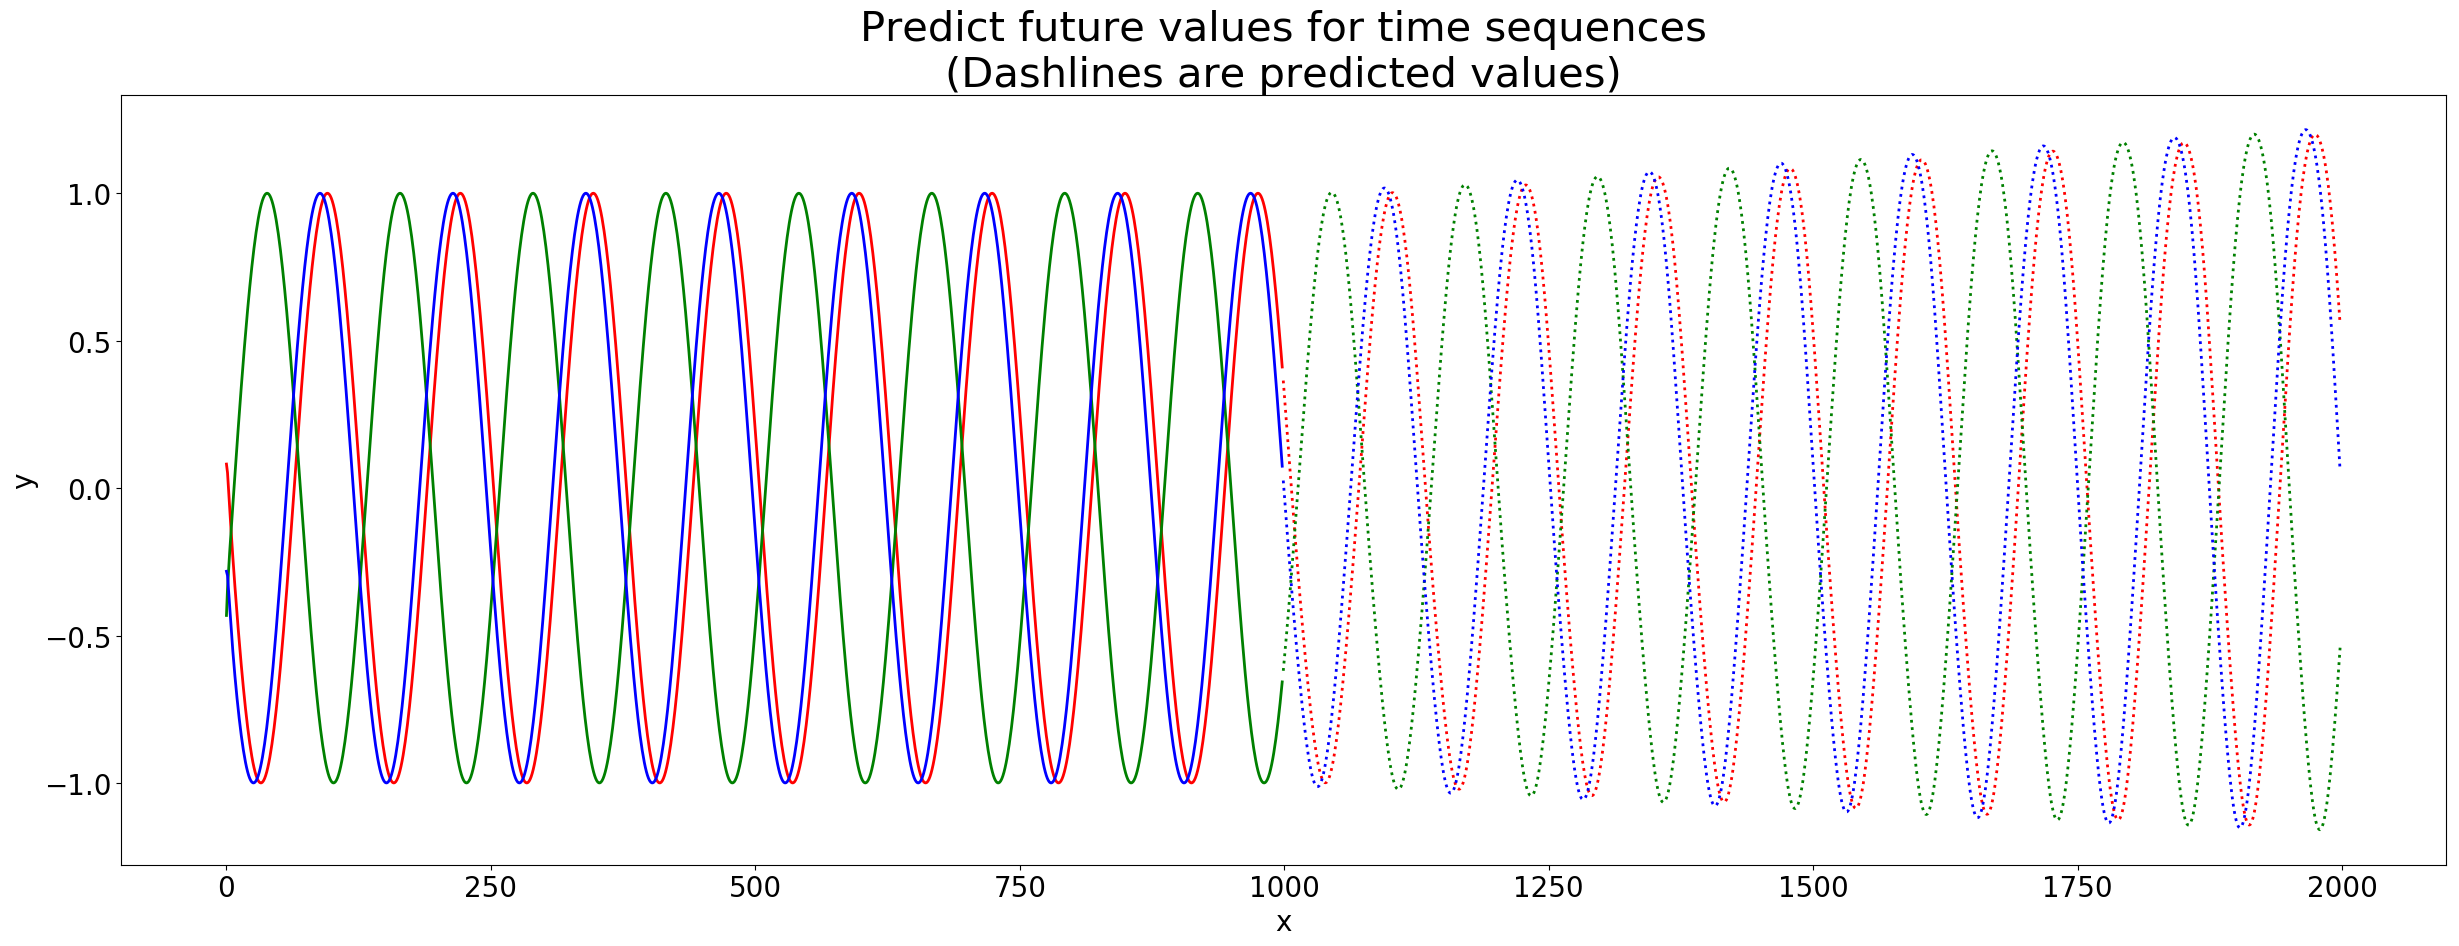 Predict future values for time sequences
(Dashlines are predicted values)
1.0
0.5
0.0
−0.5
−1.0
y
0 250 500 750 1000 1250 1500 1750 2000
x